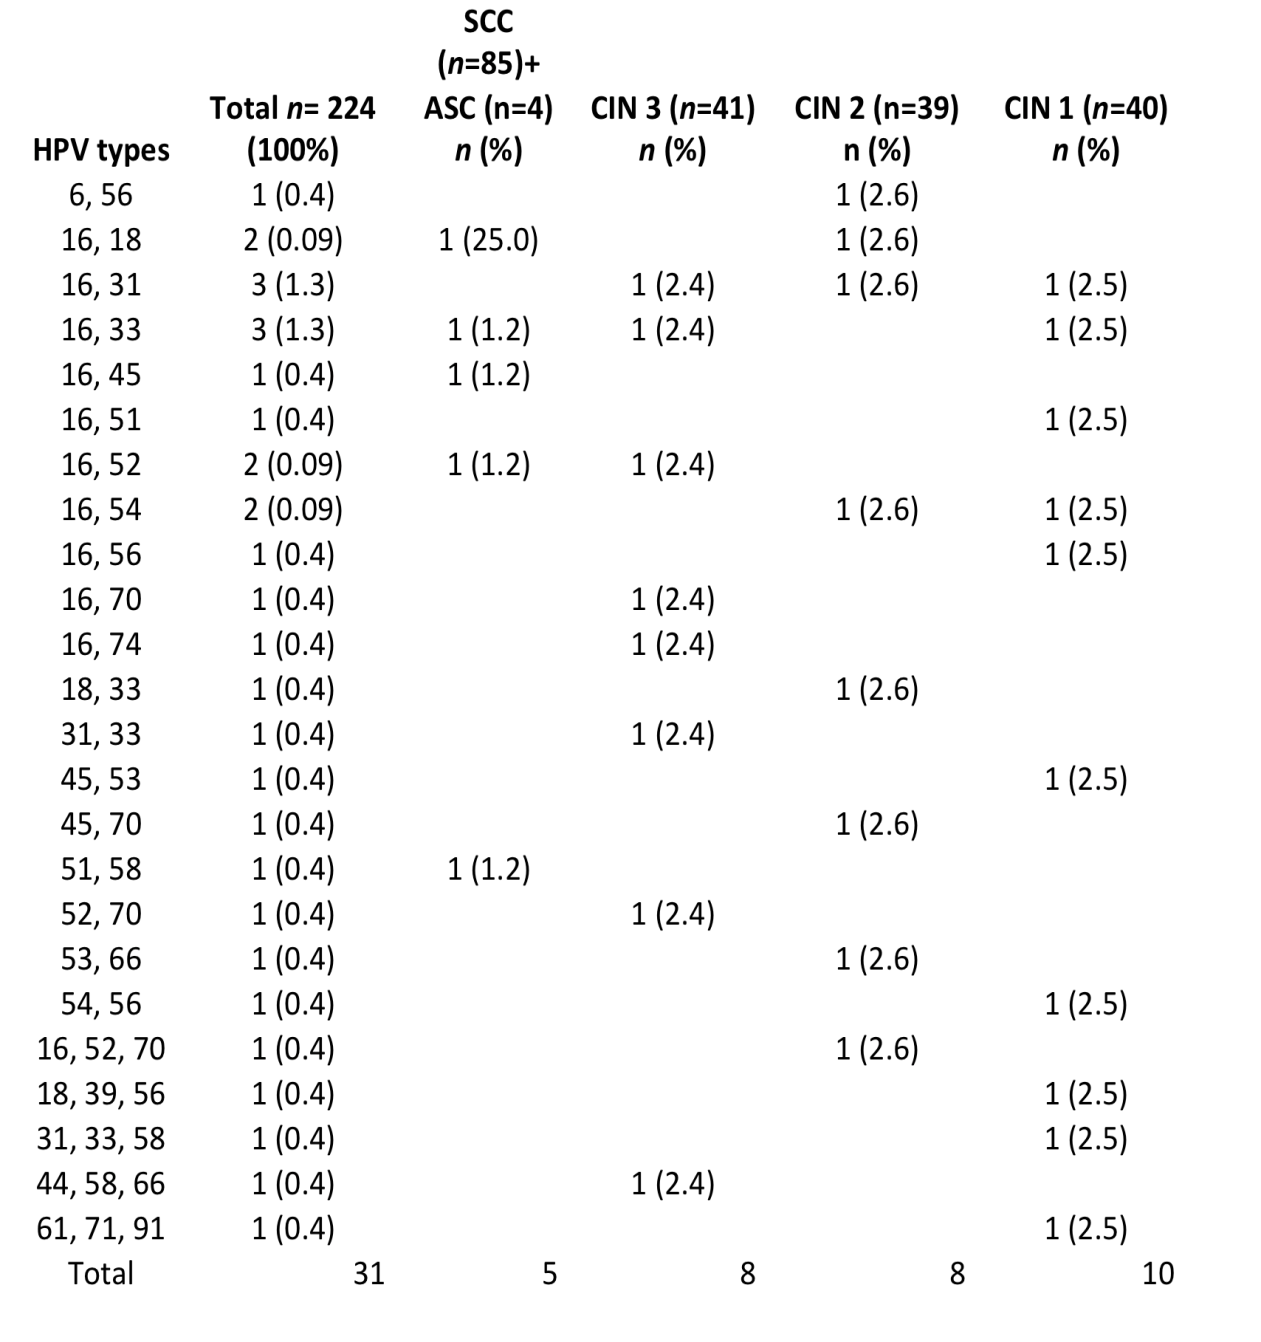 SCC
(n=85)+
Total n= 224 ASC (n=4) CIN 3 (n=41) CIN 2 (n=39) CIN 1 (n=40)
HPV types (100%) n (%) n (%) n (%) n (%)
6, 56 1 (0.4) 1 (2.6)
16, 18 2 (0.09) 1 (25.0) 1 (2.6)
16, 31 3 (1.3) 1 (2.4) 1 (2.6) 1 (2.5)
16, 33 3 (1.3) 1 (1.2) 1 (2.4) 1 (2.5)
16, 45 1 (0.4) 1 (1.2)
16, 51 1 (0.4) 1 (2.5)
16, 52 2 (0.09) 1 (1.2) 1 (2.4)
16, 54 2 (0.09) 1 (2.6) 1 (2.5)
16, 56 1 (0.4) 1 (2.5)
16, 70 1 (0.4) 1 (2.4)
16, 74 1 (0.4) 1 (2.4)
18, 33 1 (0.4) 1 (2.6)
31, 33 1 (0.4) 1 (2.4)
45, 53 1 (0.4) 1 (2.5)
45, 70 1 (0.4) 1 (2.6)
51, 58 1 (0.4) 1 (1.2)
52, 70 1 (0.4) 1 (2.4)
53, 66 1 (0.4) 1 (2.6)
54, 56 1 (0.4) 1 (2.5)
16, 52, 70 1 (0.4) 1 (2.6)
18, 39, 56 1 (0.4) 1 (2.5)
31, 33, 58 1 (0.4) 1 (2.5)
44, 58, 66 1 (0.4) 1 (2.4)
61, 71, 91 1 (0.4) 1 (2.5)
Total 31 5 8 8 10